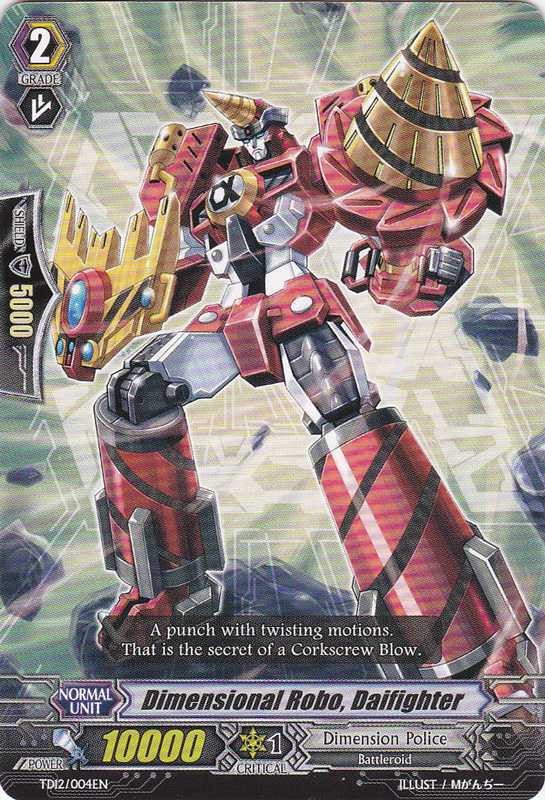 2
GRADE
SHIELD
5000
α
A punch with twisting motions.
That is the secret of a Corkscrew Blow.
NORMAL
UNIT
Dimensional Robo, Daifighter
POWER
10000
1
CRITICAL
Dimension Police
Battleroid
TD12/004EN
ILLUST / Mがんぢー